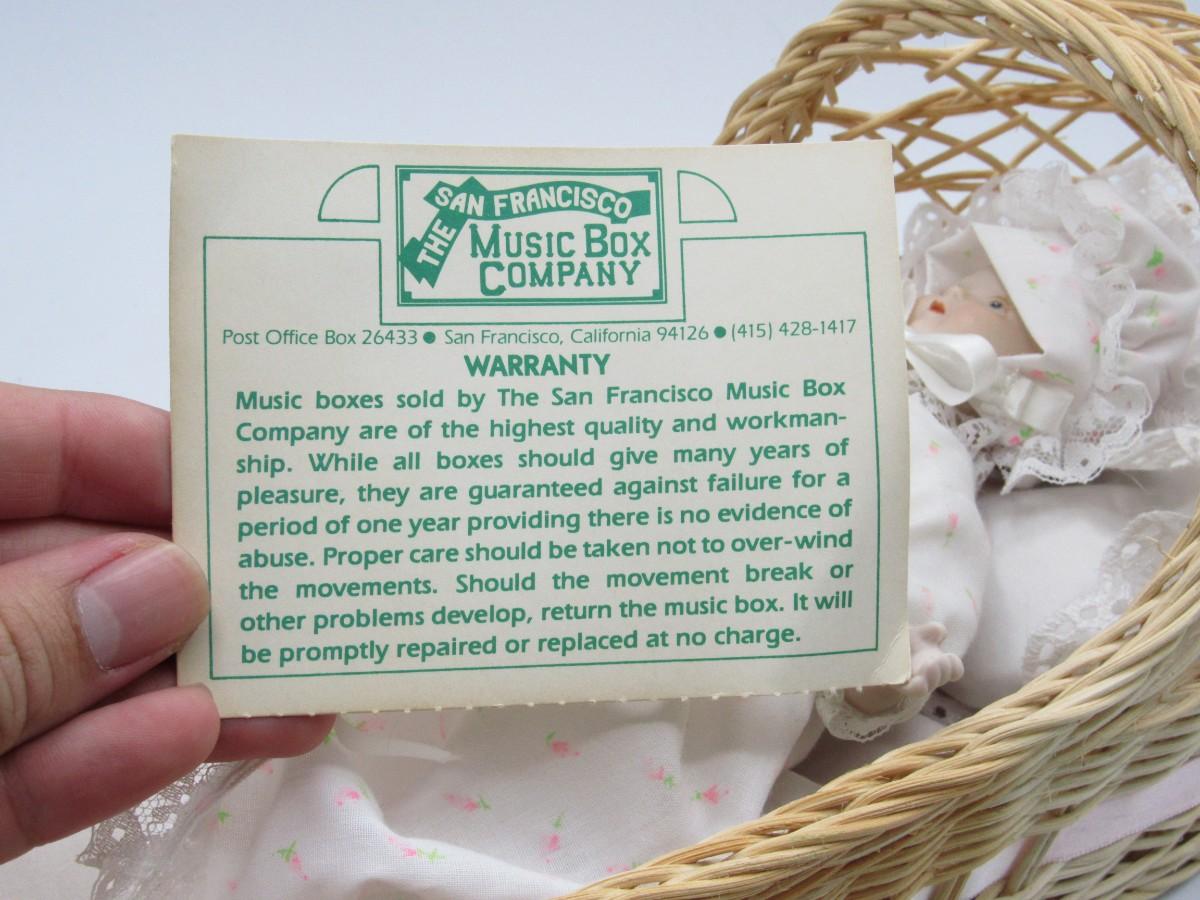 THE SAN FRANCISCO
MUSIC BOX
COMPANY
Post Office Box 26433 ● San Francisco, California 94126 ● (415) 428-1417
WARRANTY
Music boxes sold by The San Francisco Music Box
Company are of the highest quality and workman-
ship. While all boxes should give many years of
pleasure, they are guaranteed against failure for a
period of one year providing there is no evidence of
abuse. Proper care should be taken not to over-wind
the movements. Should the movement break or
other problems develop, return the music box. It will
be promptly repaired or replaced at no charge.